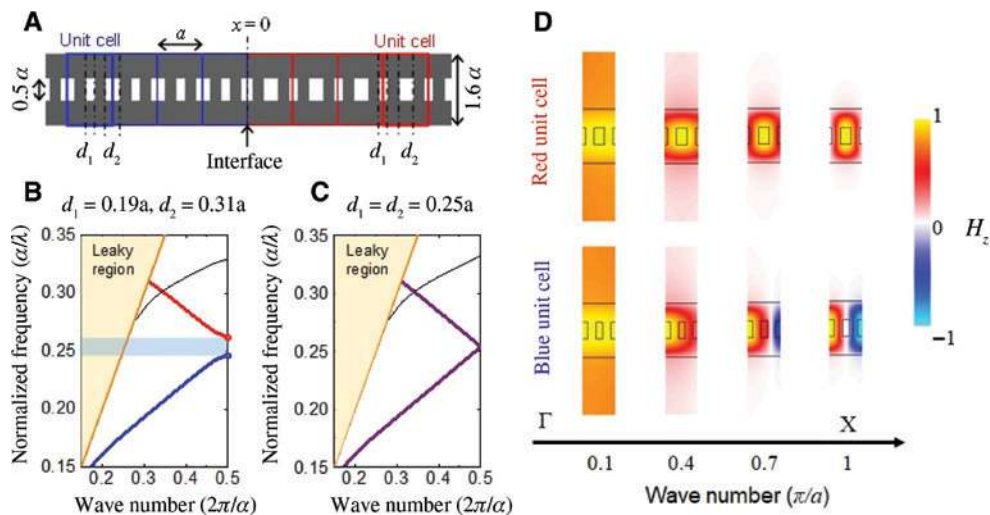 A
x = 0
Unit cell
a
Unit cell
0.5 a
1.6 a
d1
d2
d1
d2
Interface
B
d1 = 0.19a, d2 = 0.31a
Normalized frequency (a/λ)
0.35
0.30
0.25
0.20
0.15
Leaky
region
0.2 0.3 0.4 0.5
Wave number (2π/a)
C
d1 = d2 = 0.25a
Normalized frequency (a/λ)
0.35
0.30
0.25
0.20
0.15
Leaky
region
0.2 0.3 0.4 0.5
Wave number (2π/a)
D
Red unit cell
Blue unit cell
1
0
−1
Hz
Γ
X
0.1 0.4 0.7 1
Wave number (π/a)